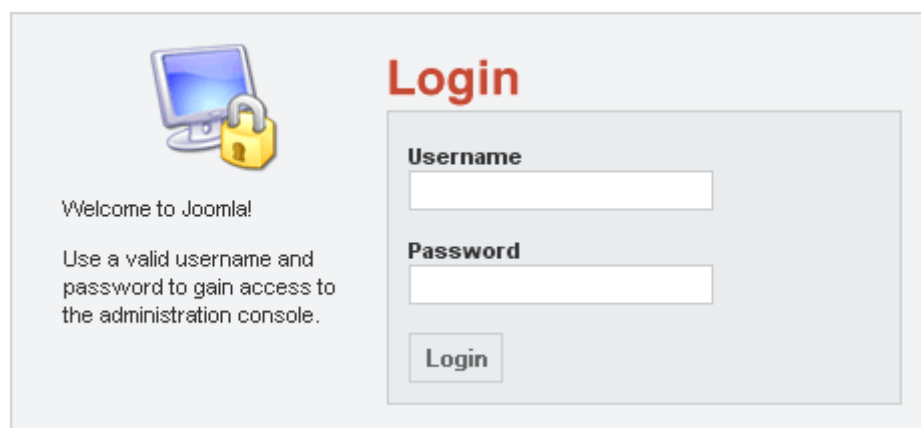 Login
Welcome to Joomla!
Use a valid username and
password to gain access to
the administration console.
Username
Password
Login